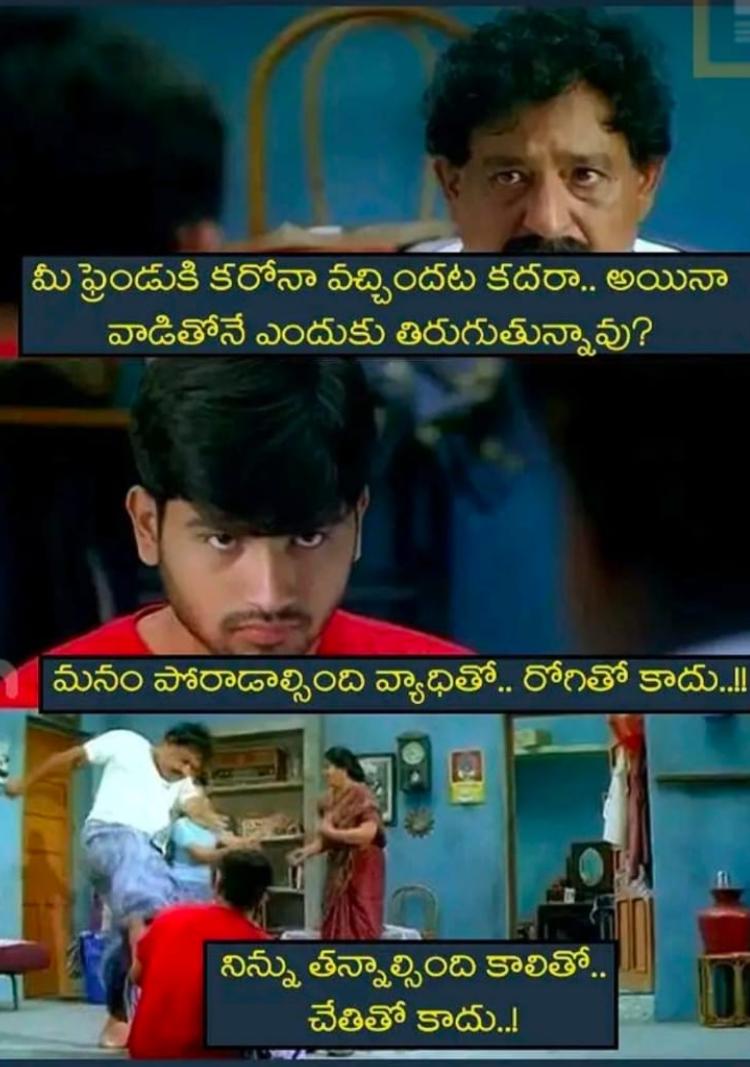 మీ ఫ్రెండుకి కరోనా వచ్చిందట కదరా.. అయినా
వాడితోనే ఎందుకు తిరుగుతున్నావు?
మనం పోరాడాల్సింది వ్యాధితో.. రోగితో కాదు..!!
నిన్ను తన్నాల్సింది కాలితో..
చేతితో కాదు..!